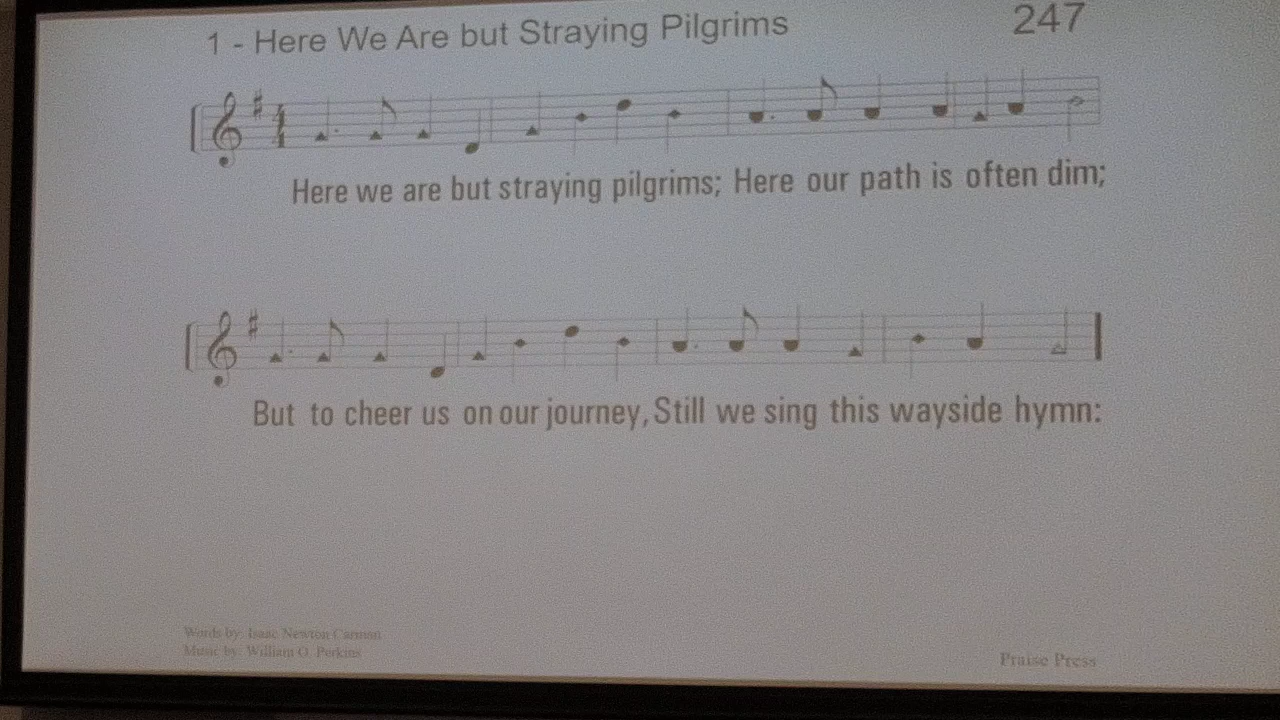 1 - Here We Are but Straying Pilgrims 247
Here we are but straying pilgrims; Here our path is often dim;
But to cheer us on our journey, Still we sing this wayside hymn:
Words by: Isaac Newton Carman
Music by: William O. Perkins
Praise Press